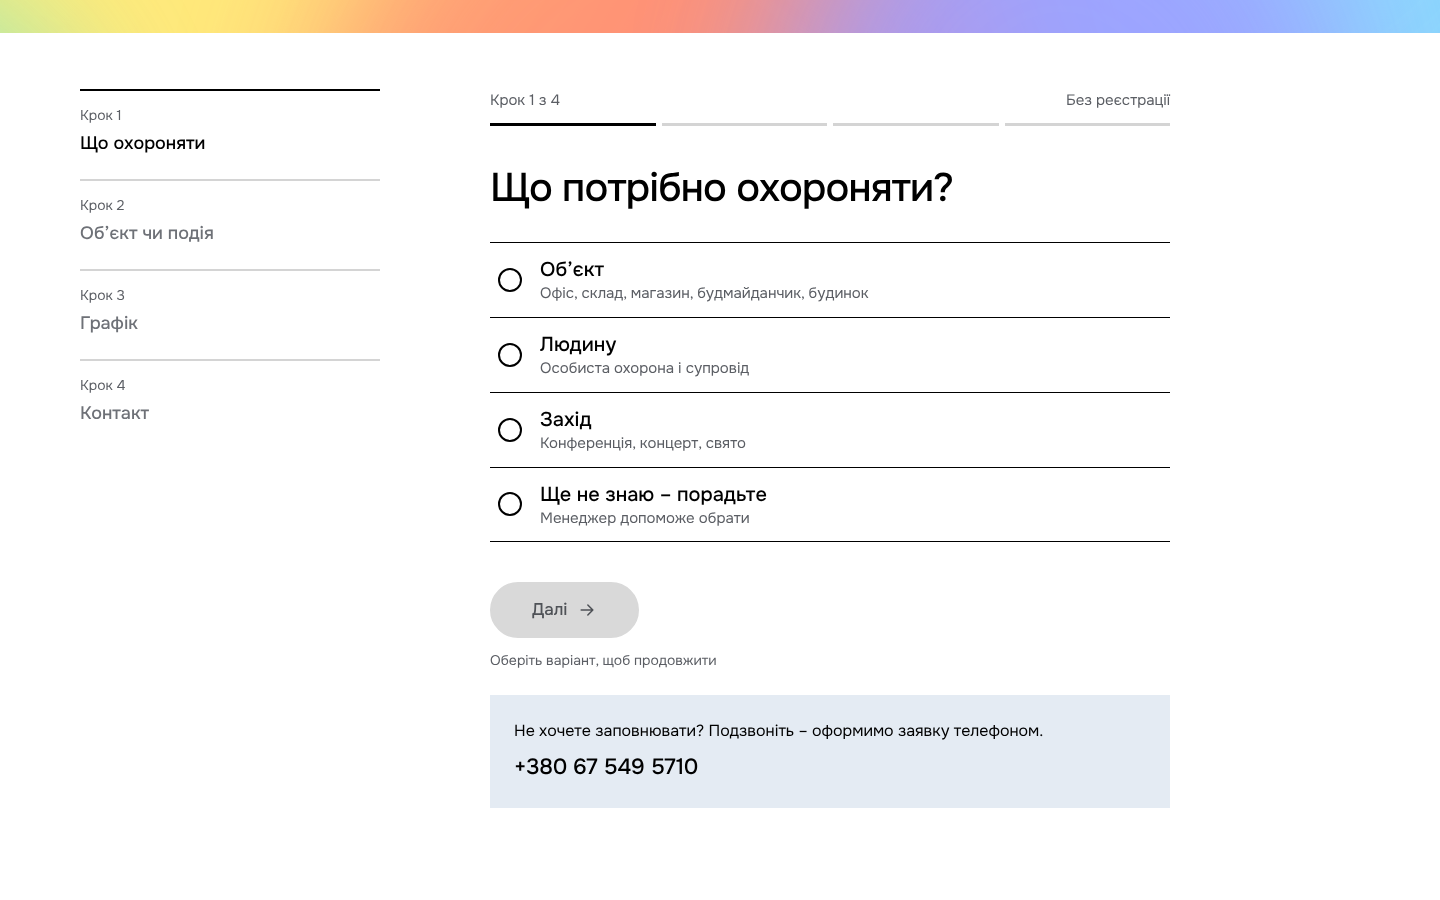 Крок 1
Що охороняти
Крок 2
Об’єкт чи подія
Крок 3
Графік
Крок 4
Контакт
Крок 1 з 4
Без реєстрації
Що потрібно охороняти?
Об’єкт
Офіс, склад, магазин, будмайданчик, будинок
Людину
Особиста охорона і супровід
Захід
Конференція, концерт, свято
Ще не знаю – порадьте
Менеджер допоможе обрати
Далі →
Оберіть варіант, щоб продовжити
Не хочете заповнювати? Подзвоніть – оформимо заявку телефоном.
+380 67 549 5710